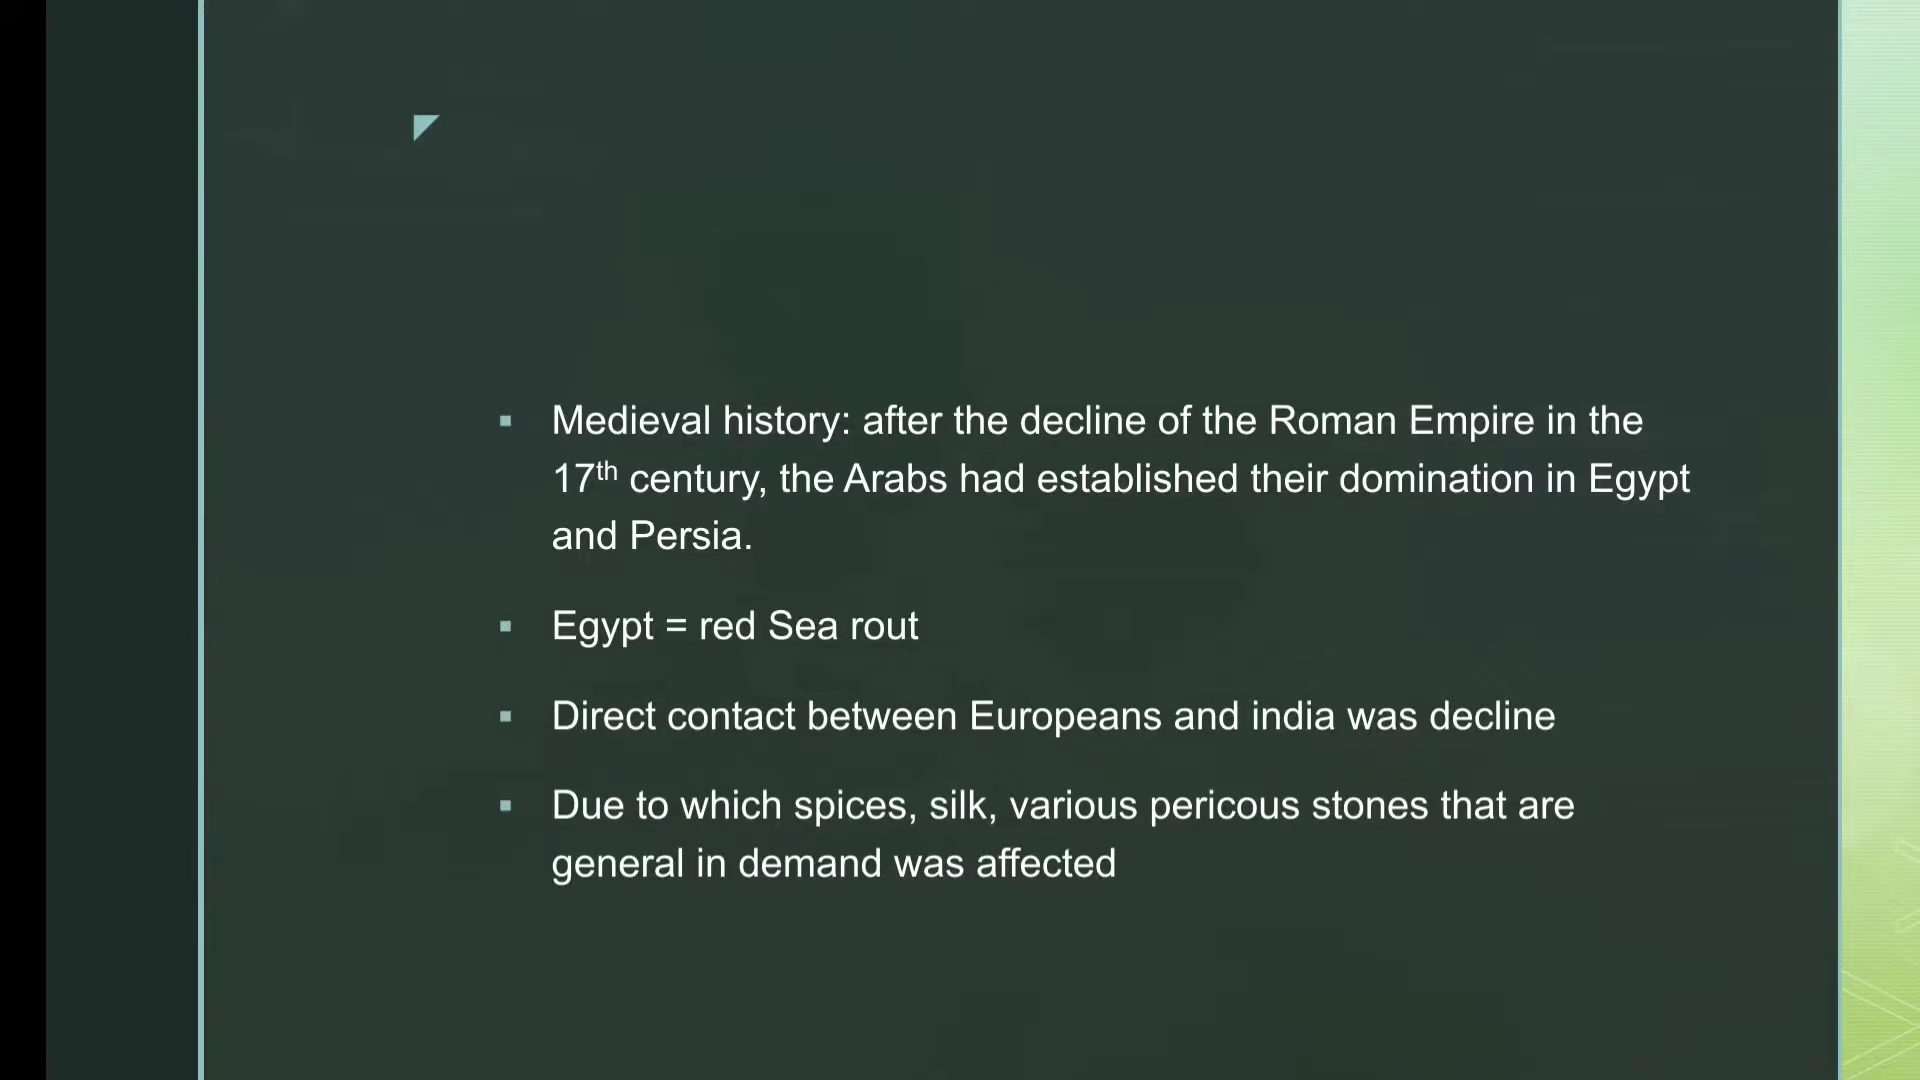 Medieval history: after the decline of the Roman Empire in the
17th century, the Arabs had established their domination in Egypt
and Persia.
Egypt = red Sea rout
Direct contact between Europeans and india was decline
Due to which spices, silk, various pericous stones that are
general in demand was affected